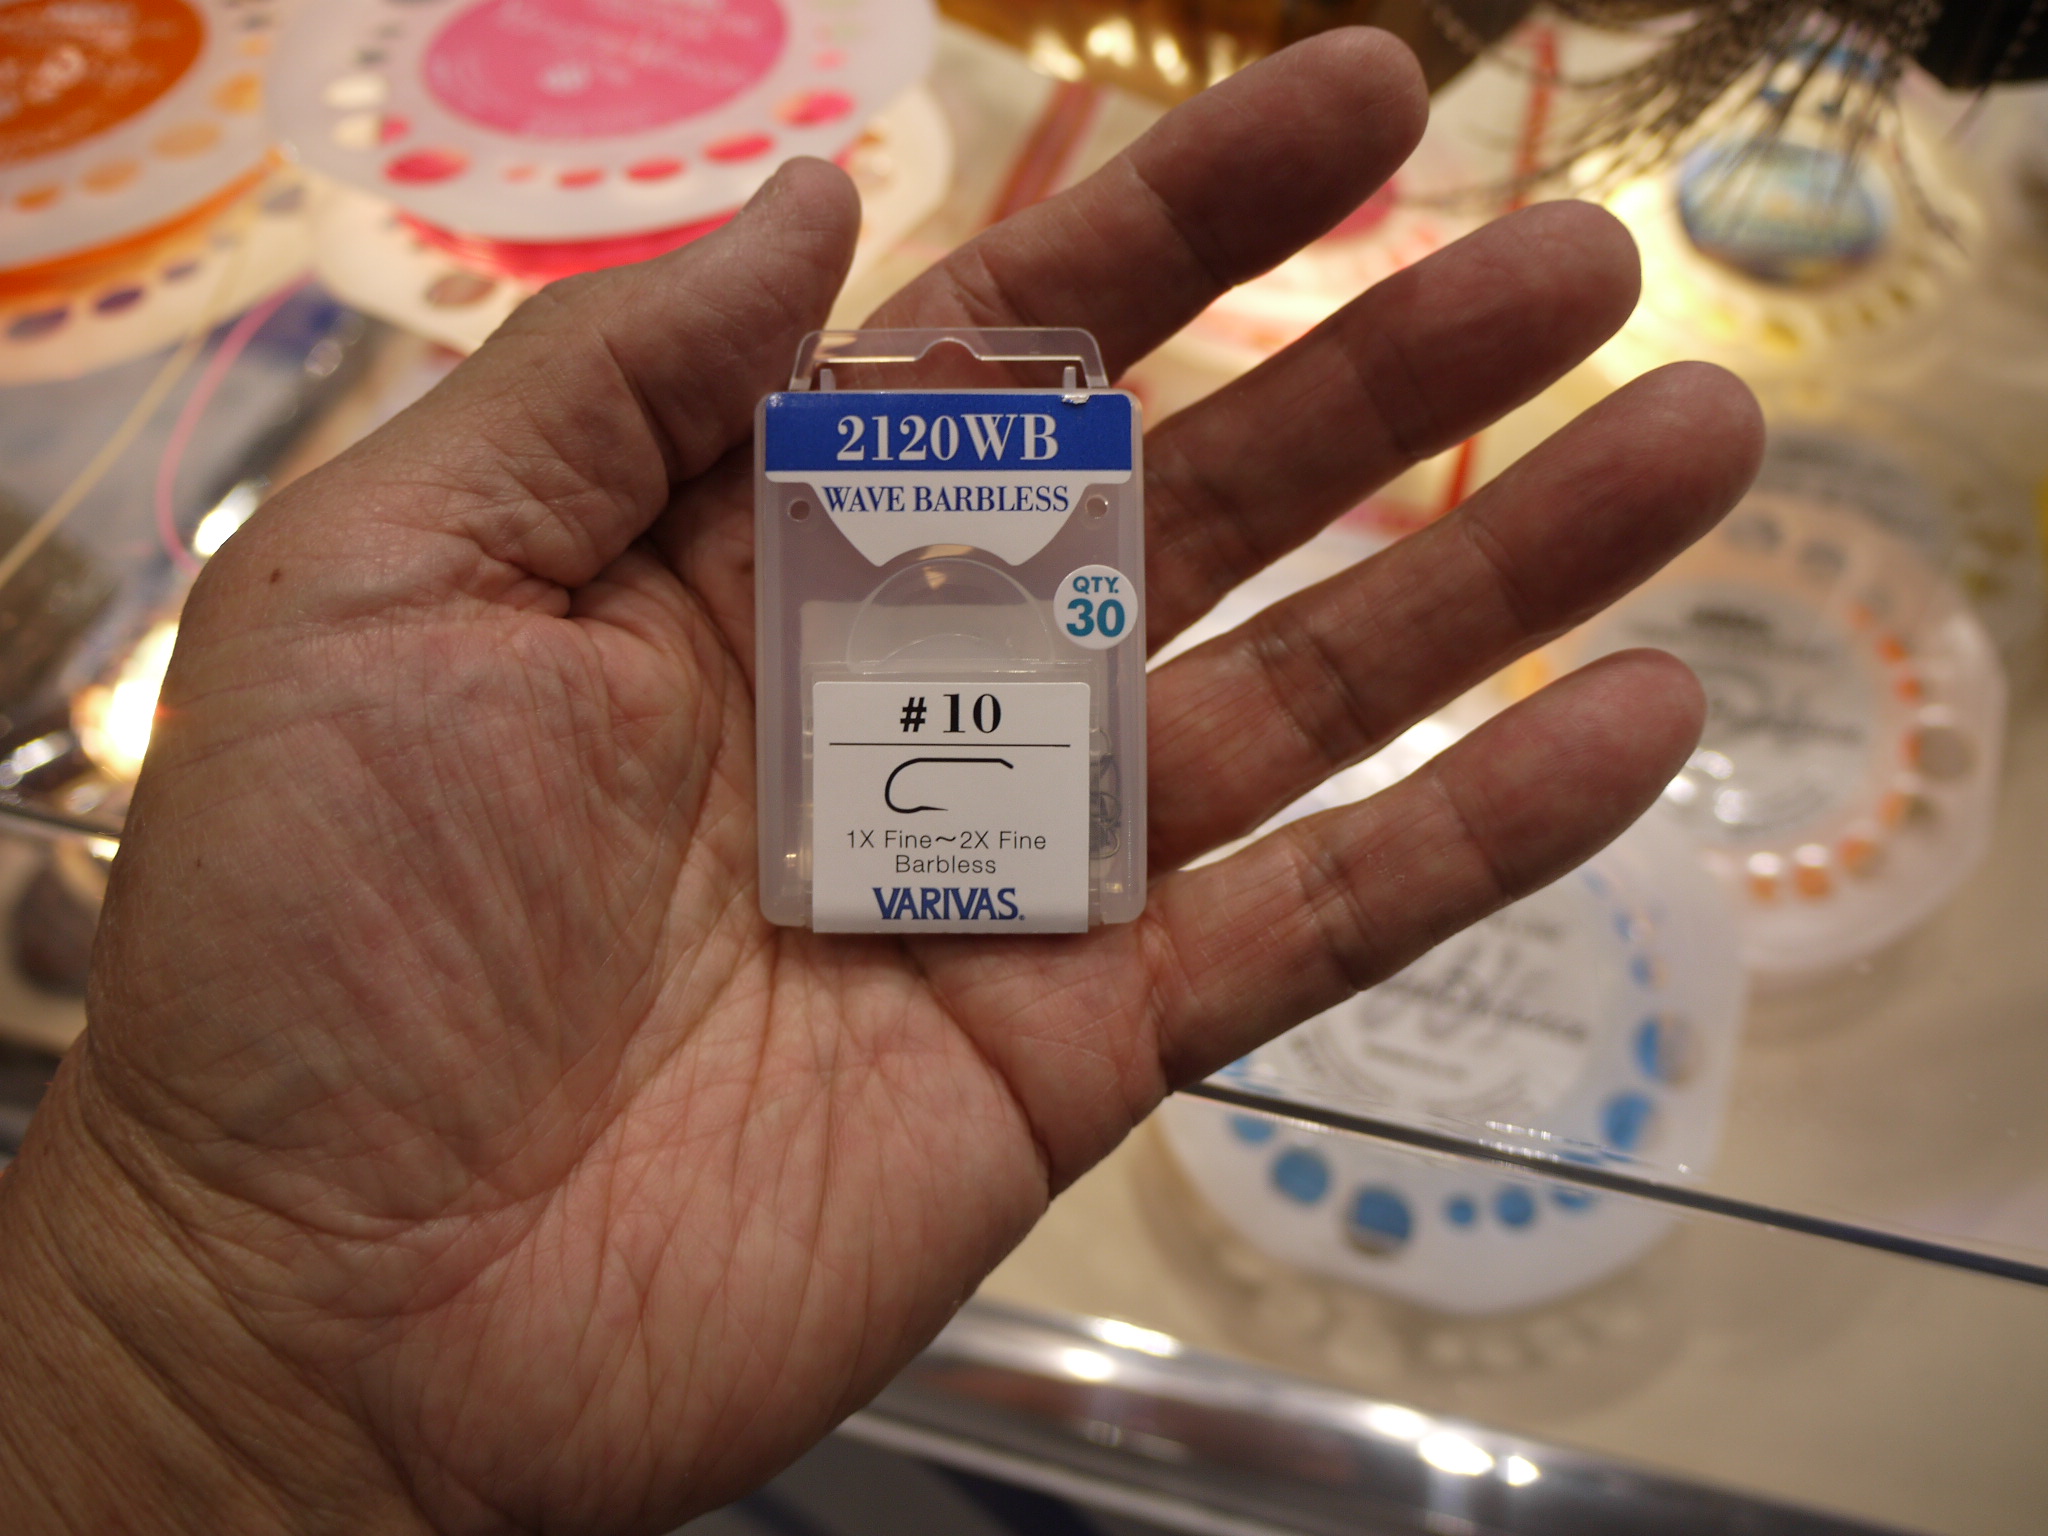 2120WB
WAVE BARBLESS
QTY.
30
#10
1X Fine~2X Fine
Barbless
VARIVAS®